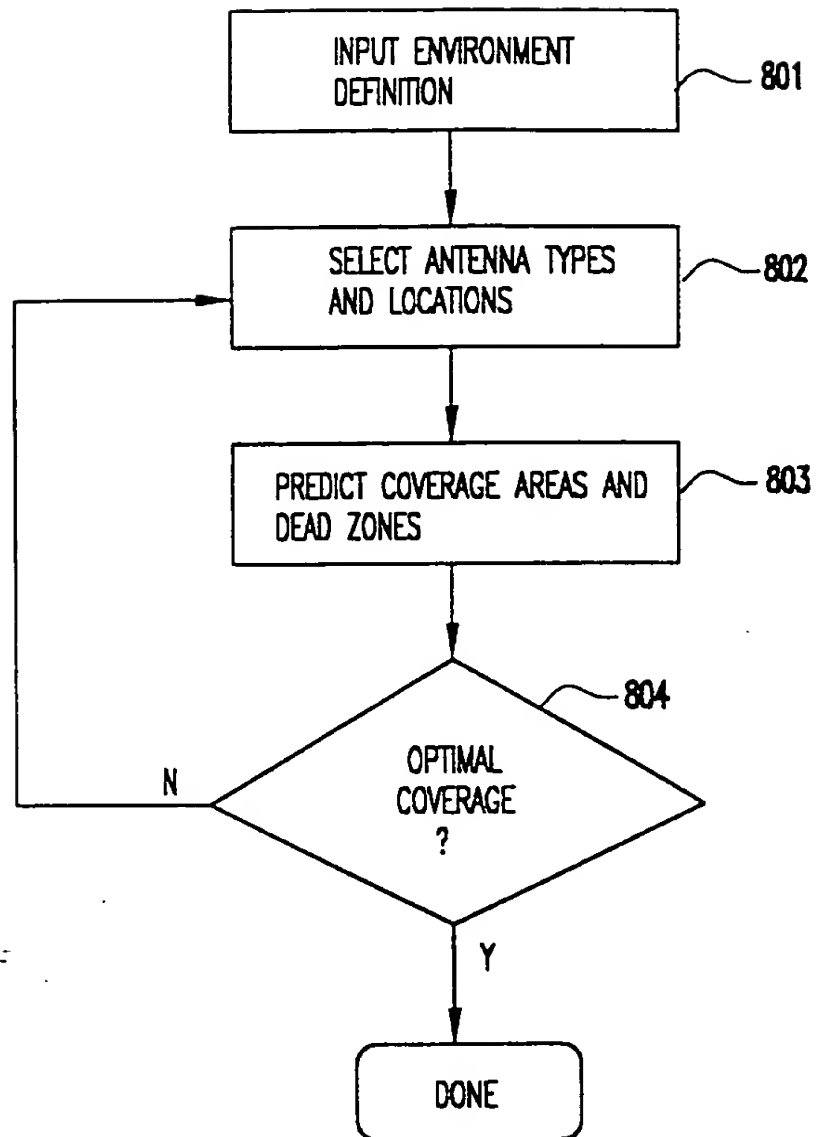 INPUT ENVIRONMENT
DEFINITION
801
SELECT ANTENNA TYPES
AND LOCATIONS
802
PREDICT COVERAGE AREAS AND
DEAD ZONES
803
804
OPTIMAL
COVERAGE
?
N
Y
DONE